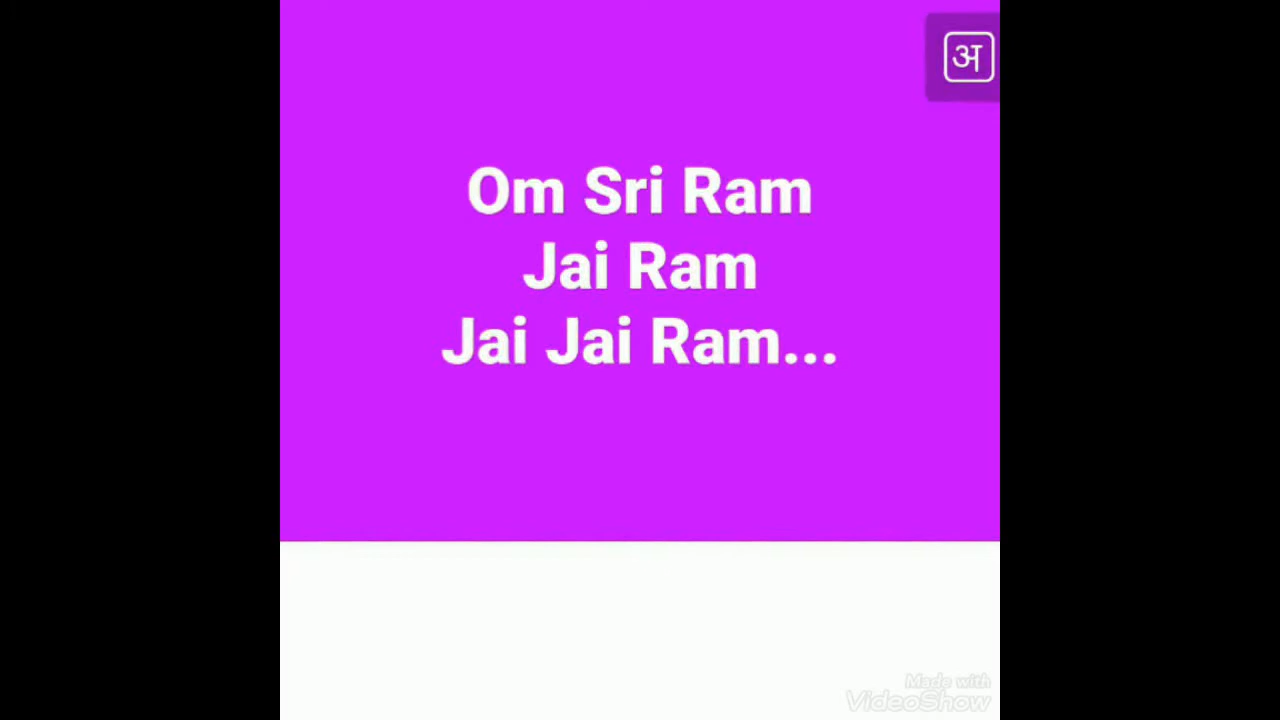 अ
Om Sri Ram
Jai Ram
Jai Jai Ram...
Made with
VideoShow